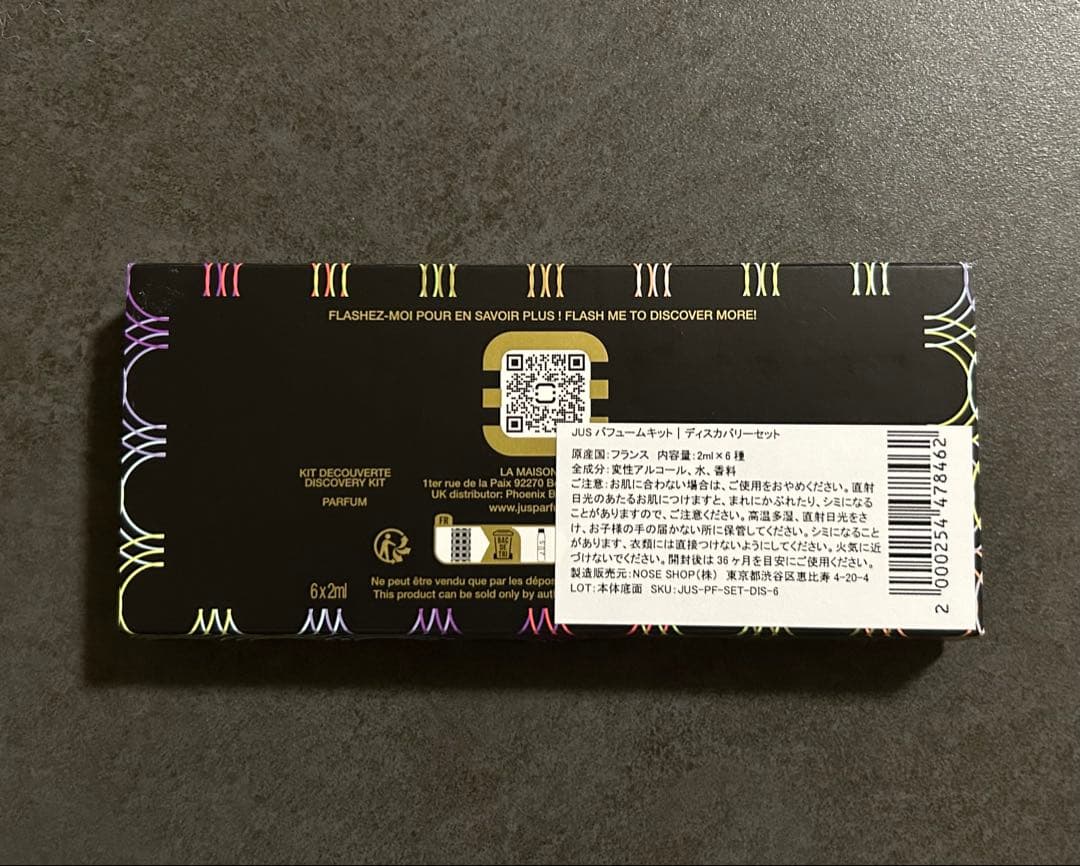 FLASHEZ-MOI POUR EN SAVOIR PLUS ! FLASH ME TO DISCOVER MORE!
KIT DECOUVERTE
DISCOVERY KIT
PARFUM
6x2ml
LA MAISON
1ter rue de la Paix 92270
UK distributor: Phoenix
www.jusparfu
FR
BAC
DE
TRI
Ne peut être vendu que par les dépos
This product can be sold only by auth
JUS パフュームキット | ディスカバリーセット
原産国:フランス 内容量:2ml×6 種
全成分:変性アルコール、水、香料
ご注意:お肌に合わない場合は、ご使用をおやめください。直射
日光のあたるお肌につけますと、まれにかぶれたり、シミになる
ことがありますので、ご注意ください。高温多湿、直射日光をさ
け、お子様の手の届かない所に保管してください。シミになること
があります、衣類には直接つけないようにしてください。火気に近
づけないでください。開封後は 36 ヶ月を目安にご使用ください。
製造販売元:NOSE SHOP(株) 東京都渋谷区恵比寿 4-20-4
LOT:本体底面 SKU:JUS-PF-SET-DIS-6
2 000254 478462